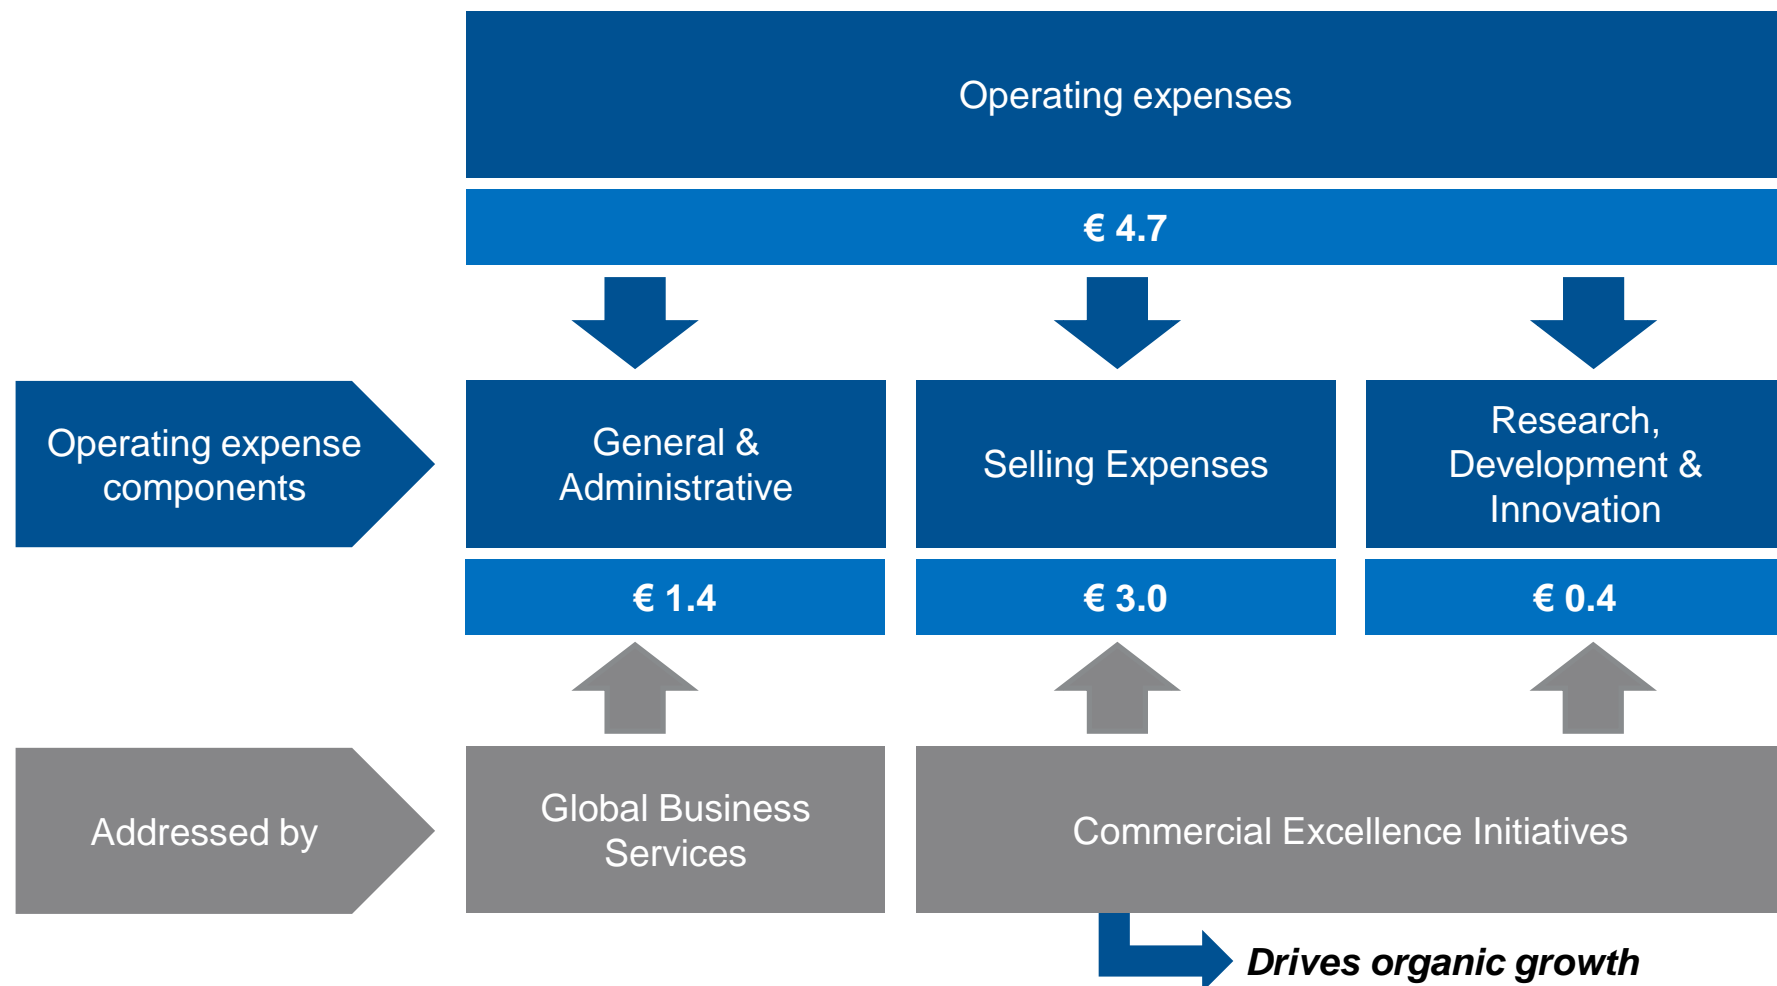 Operating expenses
€ 4.7
Operating expense
components
General &
Administrative
Selling Expenses
Research,
Development &
Innovation
€ 1.4
€ 3.0
€ 0.4
Addressed by
Global Business
Services
Commercial Excellence Initiatives
Drives organic growth